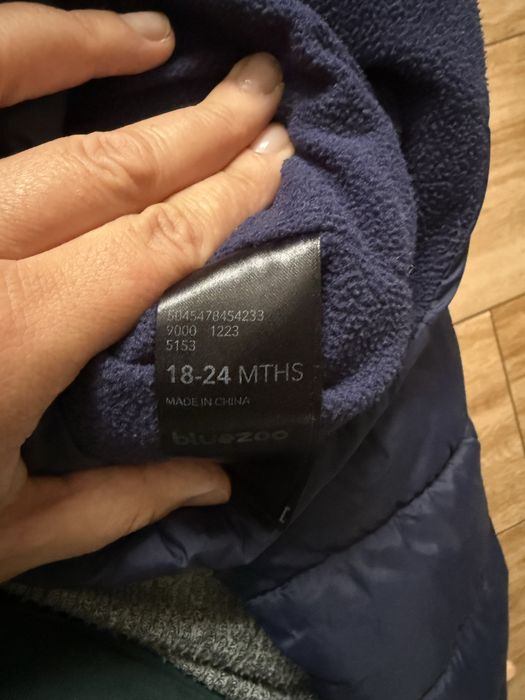 5045478454233
9000 1223
5153
18-24 MTHS
MADE IN CHINA
bluezoo